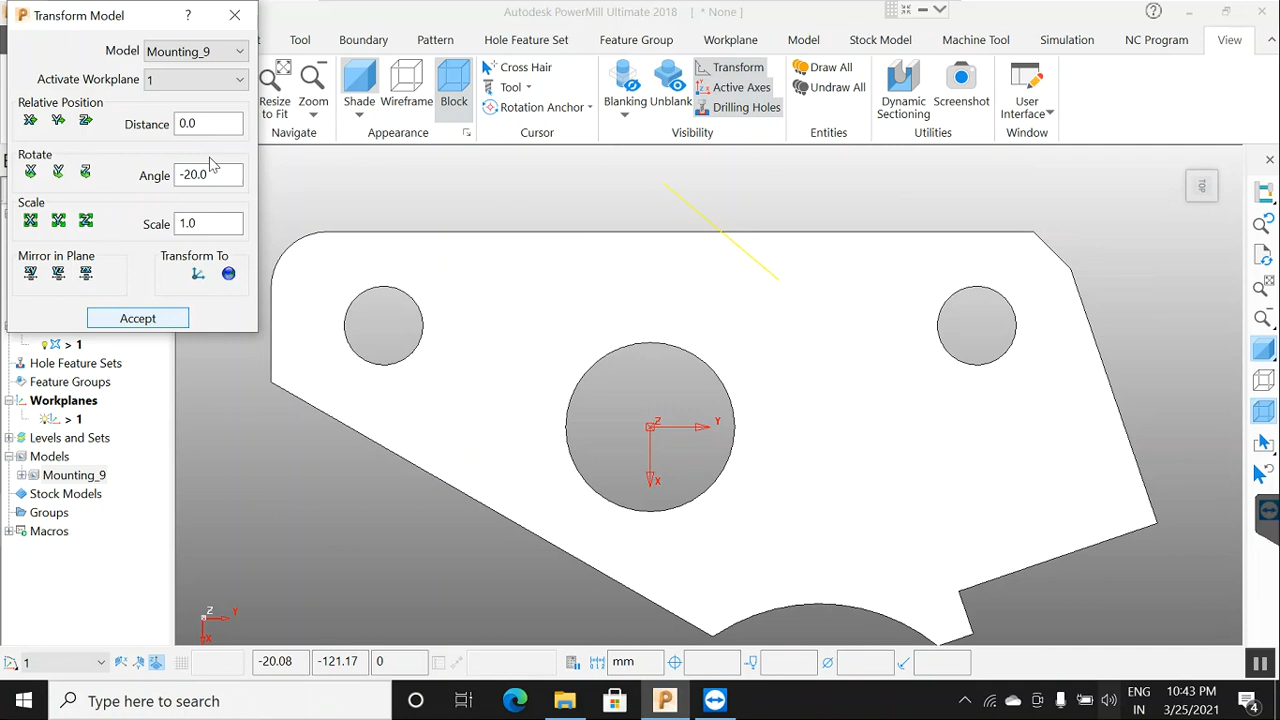 Transform Model
?
Autodesk PowerMill Ultimate 2018 [ * None ]
Model Mounting_9
Activate Workplane 1
Relative Position
Distance 0.0
Rotate
Angle -20.0
Scale
Scale 1.0
Mirror in Plane
Transform To
Accept
Tool Boundary Pattern Hole Feature Set Feature Group Workplane Model Stock Model Machine Tool Simulation NC Program View
Resize to Fit
Zoom
Navigate
Shade
Wireframe
Block
Appearance
Cross Hair
Tool
Rotation Anchor
Cursor
Blanking
Unblank
Transform
Active Axes
Drilling Holes
Visibility
Draw All
Undraw All
Entities
Dynamic Sectioning
Screenshot
Utilities
User Interface
Window
TOP
> 1
Hole Feature Sets
Feature Groups
Workplanes
> 1
Levels and Sets
Models
Mounting_9
Stock Models
Groups
Macros
Z
Y
X
Z
Y
X
1
-20.08
-121.17
0
mm
Type here to search
ENG
IN
10:43 PM
3/25/2021
4